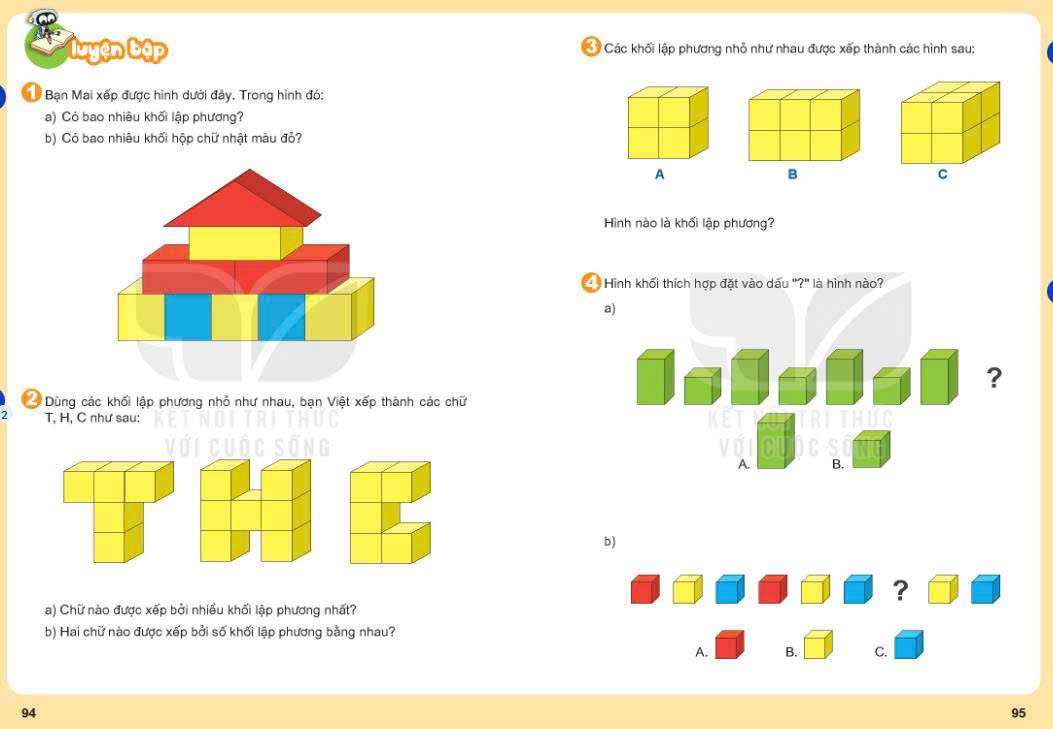 luyện tập
1 Bạn Mai xếp được hình dưới đây. Trong hình đó:
a) Có bao nhiêu khối lập phương?
b) Có bao nhiêu khối hộp chữ nhật màu đỏ?
2 Dùng các khối lập phương nhỏ như nhau, bạn Việt xếp thành các chữ
T, H, C như sau:
KẾT NỐI TRI THỨC
VỚI CUỘC SỐNG
a) Chữ nào được xếp bởi nhiều khối lập phương nhất?
b) Hai chữ nào được xếp bởi số khối lập phương bằng nhau?
94
2
3 Các khối lập phương nhỏ như nhau được xếp thành các hình sau:
A B C
Hình nào là khối lập phương?
4 Hình khối thích hợp đặt vào dấu "?" là hình nào?
a)
?
KẾT NỐI TRI THỨC
VỚI CUỘC SỐNG
A. B.
b)
?
A. B. C.
95